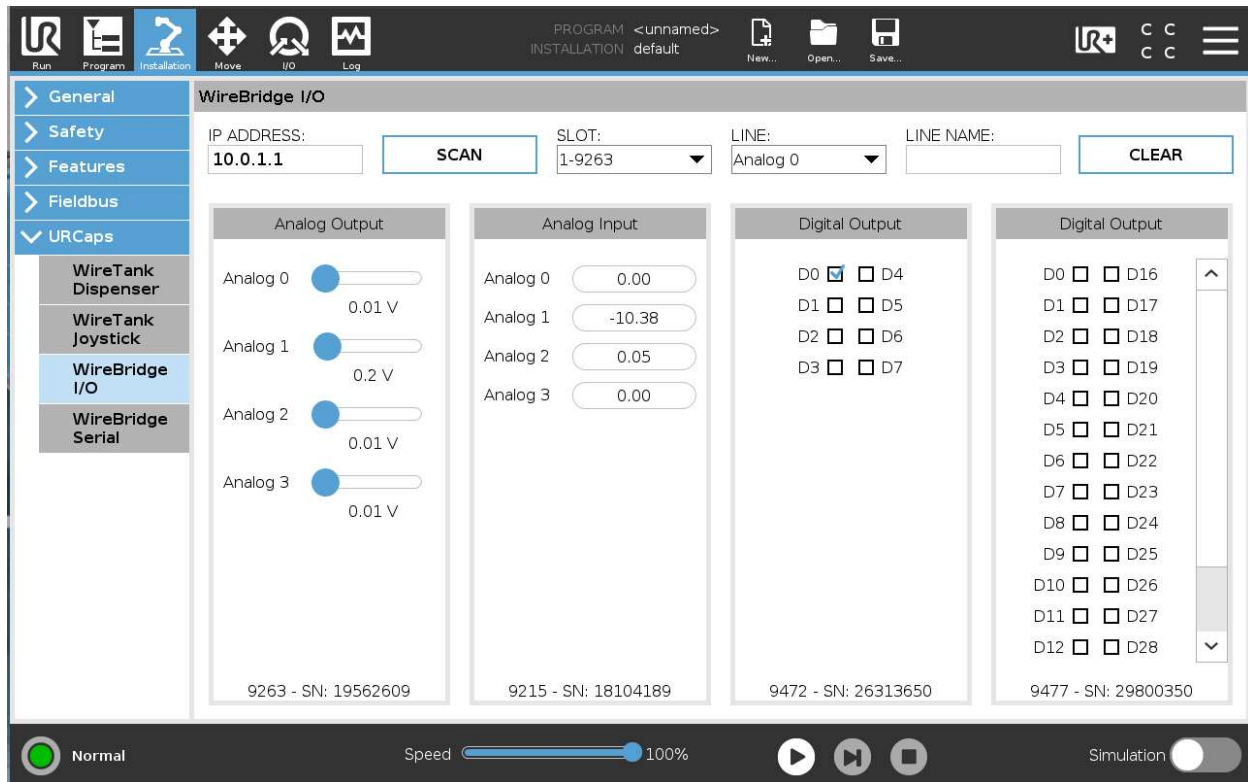 UR
UR+
PROGRAM <unnamed>
INSTALLATION default
C C
C C
Run Program Installation Move I/O Log New... Open... Save...
General
Safety
Features
Fieldbus
URCaps
WireTank
Dispenser
WireTank
Joystick
WireBridge
I/O
WireBridge
Serial
WireBridge I/O
IP ADDRESS: SLOT: LINE: LINE NAME:
10.0.1.1 SCAN 1-9263 Analog 0 CLEAR
Analog Output
Analog 0
0.01 V
Analog 1
0.2 V
Analog 2
0.01 V
Analog 3
0.01 V
9263 - SN: 19562609
Analog Input
Analog 0 0.00
Analog 1 -10.38
Analog 2 0.05
Analog 3 0.00
9215 - SN: 18104189
Digital Output
D0 D4
D1 D5
D2 D6
D3 D7
9472 - SN: 26313650
Digital Output
D0 D16
D1 D17
D2 D18
D3 D19
D4 D20
D5 D21
D6 D22
D7 D23
D8 D24
D9 D25
D10 D26
D11 D27
D12 D28
9477 - SN: 29800350
Normal Speed 100% Simulation